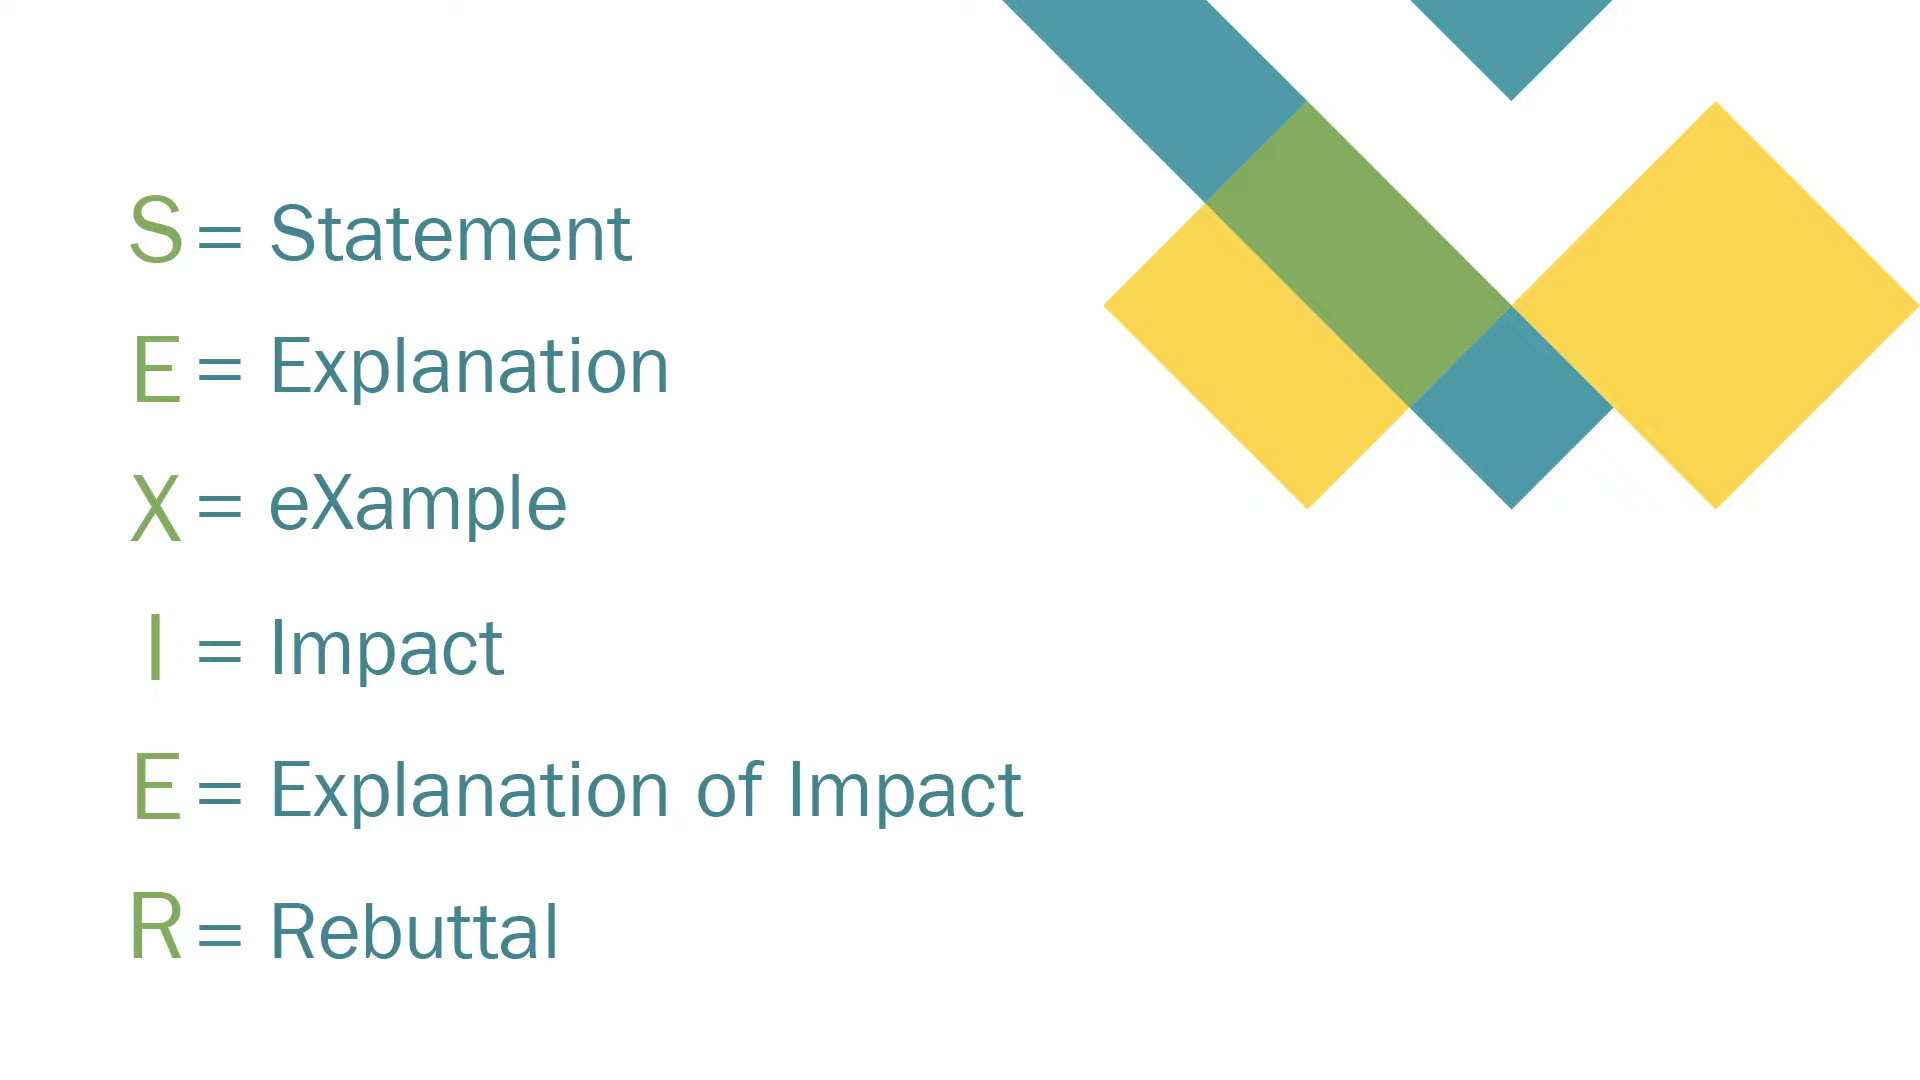 S = Statement
E = Explanation
X = eXample
I = Impact
E = Explanation of Impact
R = Rebuttal